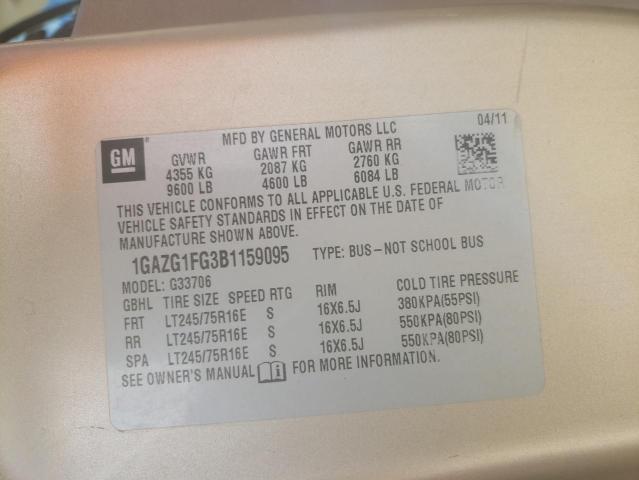 MFD BY GENERAL MOTORS LLC 04/11
GM
GVWR GAWR FRT GAWR RR
4355 KG 2087 KG 2760 KG
9600 LB 4600 LB 6084 LB
THIS VEHICLE CONFORMS TO ALL APPLICABLE U.S. FEDERAL MOTOR
VEHICLE SAFETY STANDARDS IN EFFECT ON THE DATE OF
MANUFACTURE SHOWN ABOVE.
1GAZG1FG3B1159095 TYPE: BUS–NOT SCHOOL BUS
MODEL: G33706
GBHL TIRE SIZE SPEED RTG RIM COLD TIRE PRESSURE
FRT LT245/75R16E S 16X6.5J 380KPA(55PSI)
RR LT245/75R16E S 16X6.5J 550KPA(80PSI)
SPA LT245/75R16E S 16X6.5J 550KPA(80PSI)
SEE OWNER'S MANUAL FOR MORE INFORMATION.